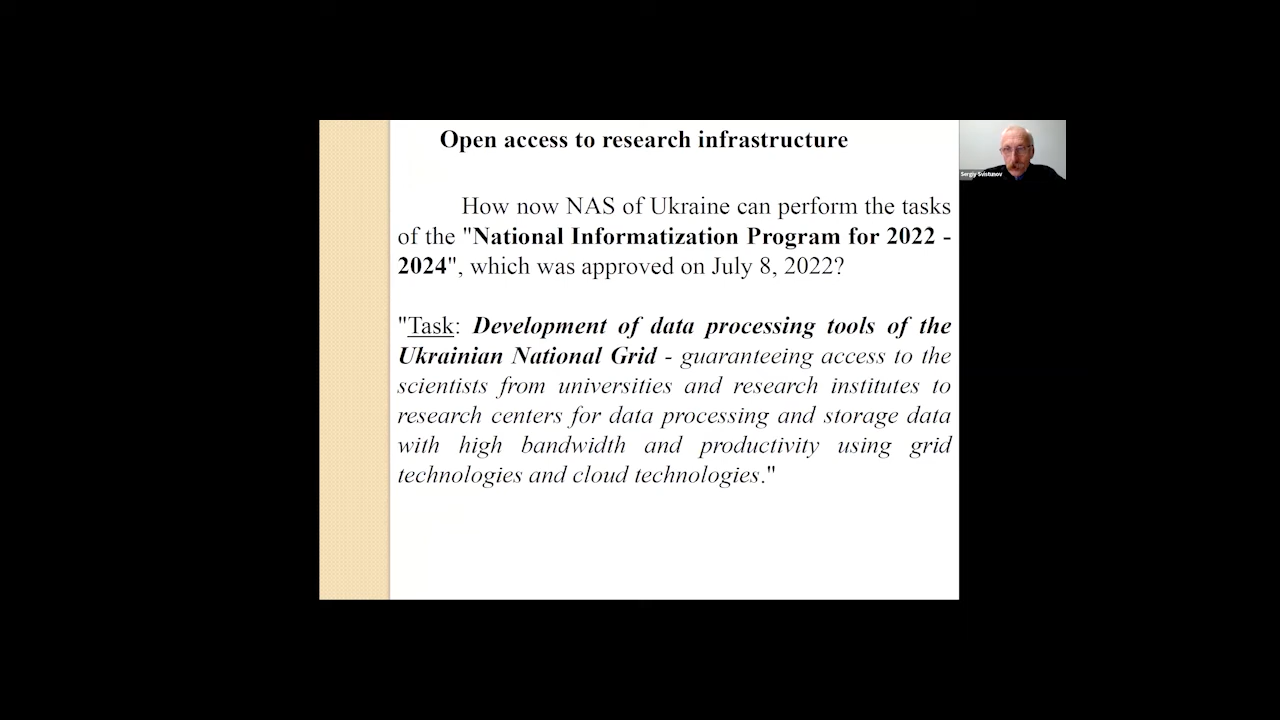 Open access to research infrastructure
How now NAS of Ukraine can perform the tasks
of the "National Informatization Program for 2022 -
2024", which was approved on July 8, 2022?
"Task: Development of data processing tools of the
Ukrainian National Grid - guaranteeing access to the
scientists from universities and research institutes to
research centers for data processing and storage data
with high bandwidth and productivity using grid
technologies and cloud technologies."
Sergiy Svistunov